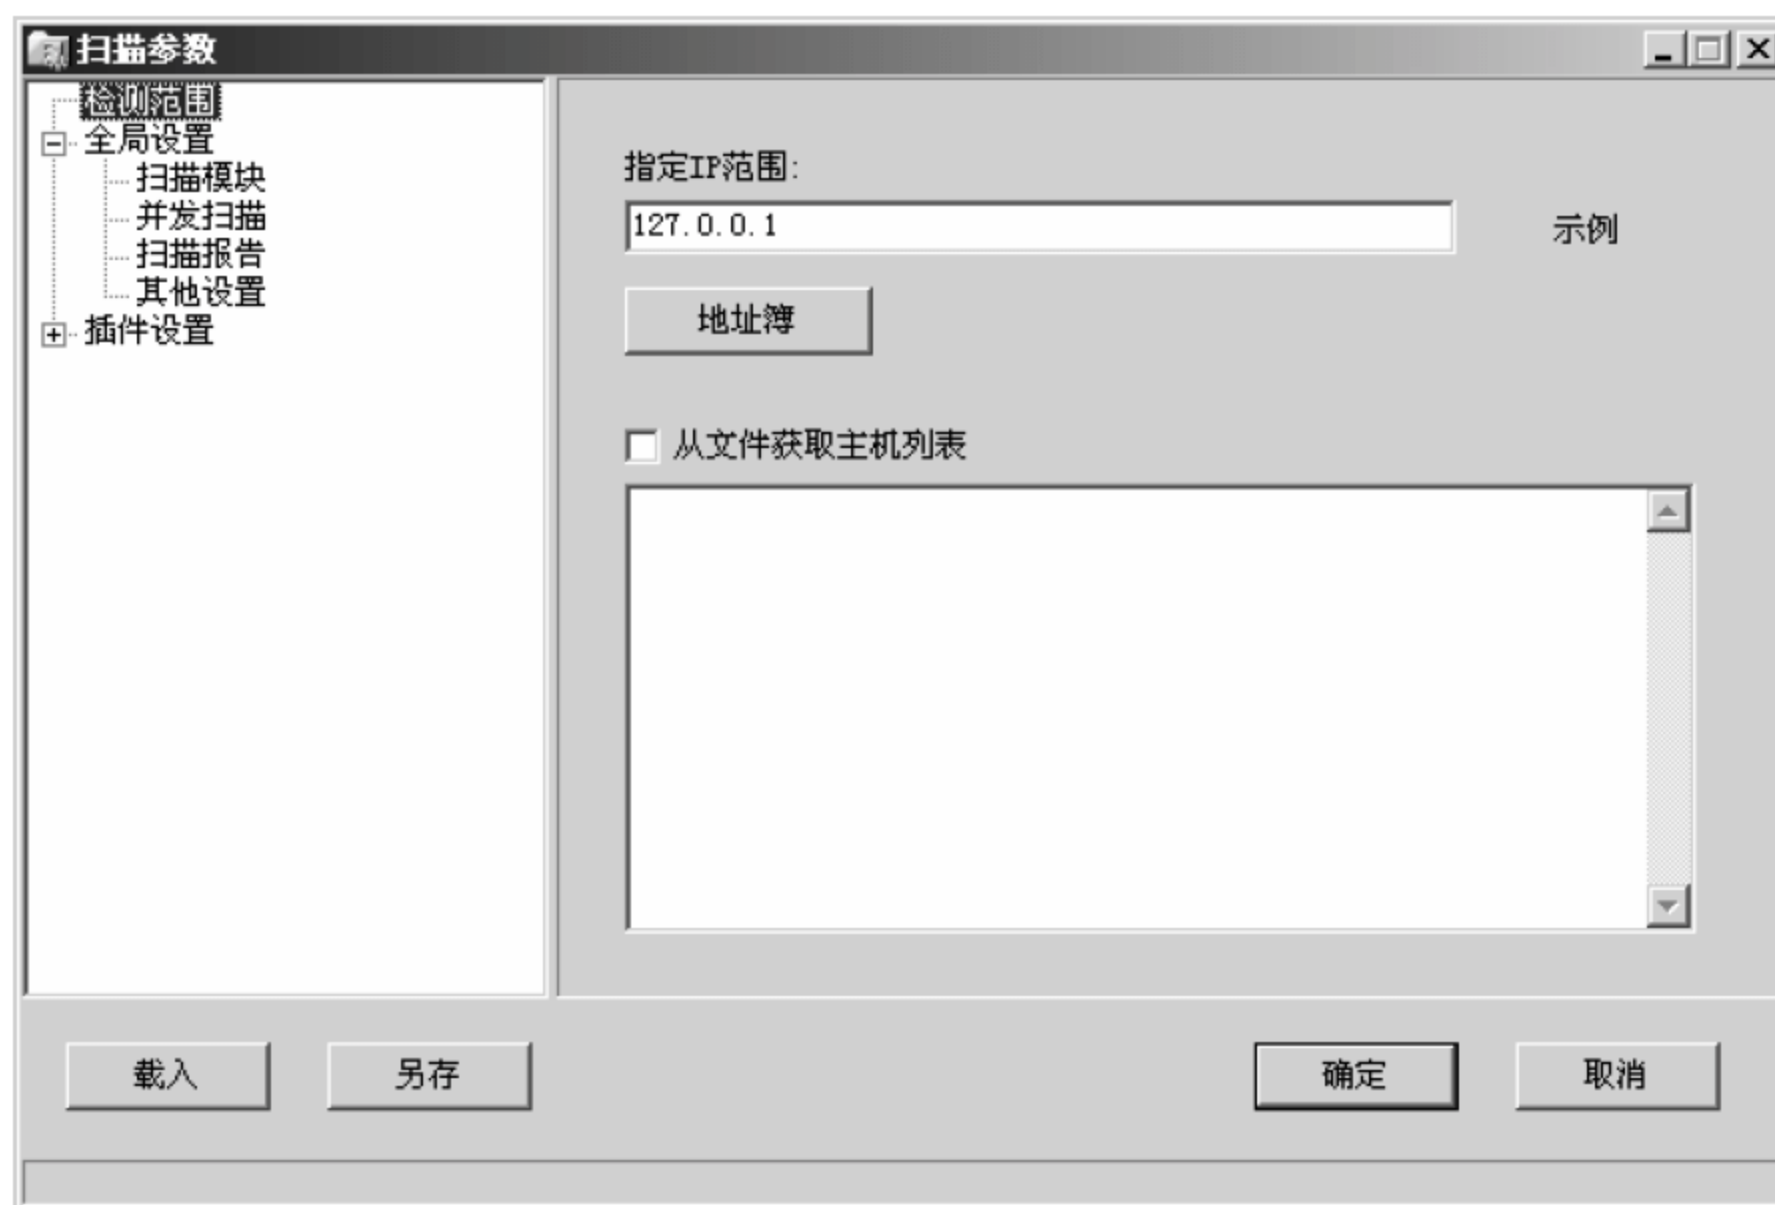 扫描参数
检测范围
全局设置
扫描模块
并发扫描
扫描报告
其他设置
插件设置
指定IP范围:
127.0.0.1
示例
地址簿
从文件获取主机列表
载入
另存
确定
取消